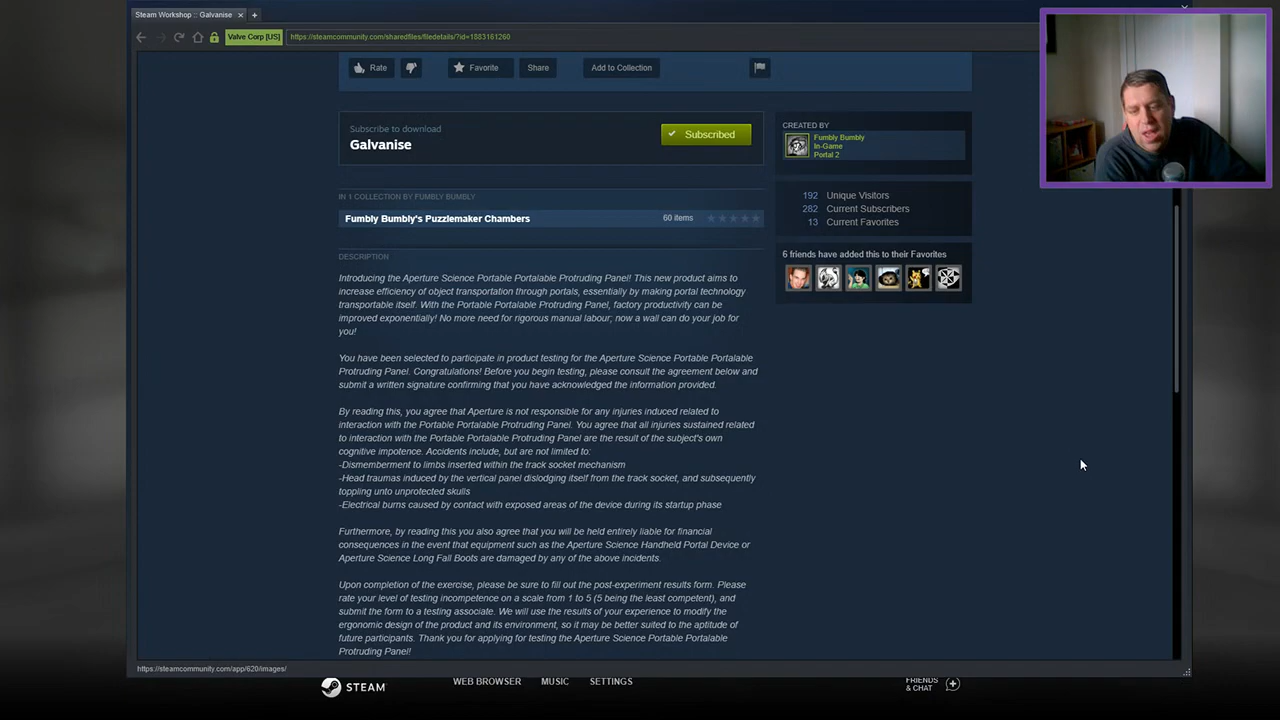 Steam Workshop :: Galvanise
Valve Corp [US]
https://steamcommunity.com/sharedfiles/filedetails/?id=1883161260
Rate
Favorite
Share
Add to Collection
Subscribe to download
Galvanise
Subscribed
IN 1 COLLECTION BY FUMBLY BUMBLY
Fumbly Bumbly's Puzzlemaker Chambers
60 items
DESCRIPTION
Introducing the Aperture Science Portable Portalable Protruding Panel! This new product aims to
increase efficiency of object transportation through portals, essentially by making portal technology
transportable itself. With the Portable Portalable Protruding Panel, factory productivity can be
improved exponentially! No more need for rigorous manual labour; now a wall can do your job for
you!
You have been selected to participate in product testing for the Aperture Science Portable Portalable
Protruding Panel. Congratulations! Before you begin testing, please consult the agreement below and
submit a written signature confirming that you have acknowledged the information provided.
By reading this, you agree that Aperture is not responsible for any injuries induced related to
interaction with the Portable Portalable Protruding Panel. You agree that all injuries sustained related
to interaction with the Portable Portalable Protruding Panel are the result of the subject's own
cognitive impotence. Accidents include, but are not limited to:
-Dismemberment to limbs inserted within the track socket mechanism
-Head traumas induced by the vertical panel dislodging itself from the track socket, and subsequently
toppling unto unprotected skulls
-Electrical burns caused by contact with exposed areas of the device during its startup phase
Furthermore, by reading this you also agree that you will be held entirely liable for financial
consequences in the event that equipment such as the Aperture Science Handheld Portal Device or
Aperture Science Long Fall Boots are damaged by any of the above incidents.
Upon completion of the exercise, please be sure to fill out the post-experiment results form. Please
rate your level of testing incompetence on a scale from 1 to 5 (5 being the least competent), and
submit the form to a testing associate. We will use the results of your experience to modify the
ergonomic design of the product and its environment, so it may be better suited to the aptitude of
future participants. Thank you for applying for testing the Aperture Science Portable Portalable
Protruding Panel!
CREATED BY
Fumbly Bumbly
In-Game
Portal 2
192 Unique Visitors
282 Current Subscribers
13 Current Favorites
6 friends have added this to their Favorites
https://steamcommunity.com/app/620/images/
STEAM
WEB BROWSER
MUSIC
SETTINGS
FRIENDS
& CHAT